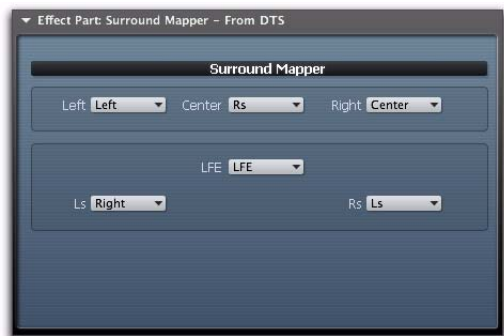 Effect Part: Surround Mapper – From DTS
Surround Mapper
Left Left Center Rs Right Center
LFE LFE
Ls Right Rs Ls